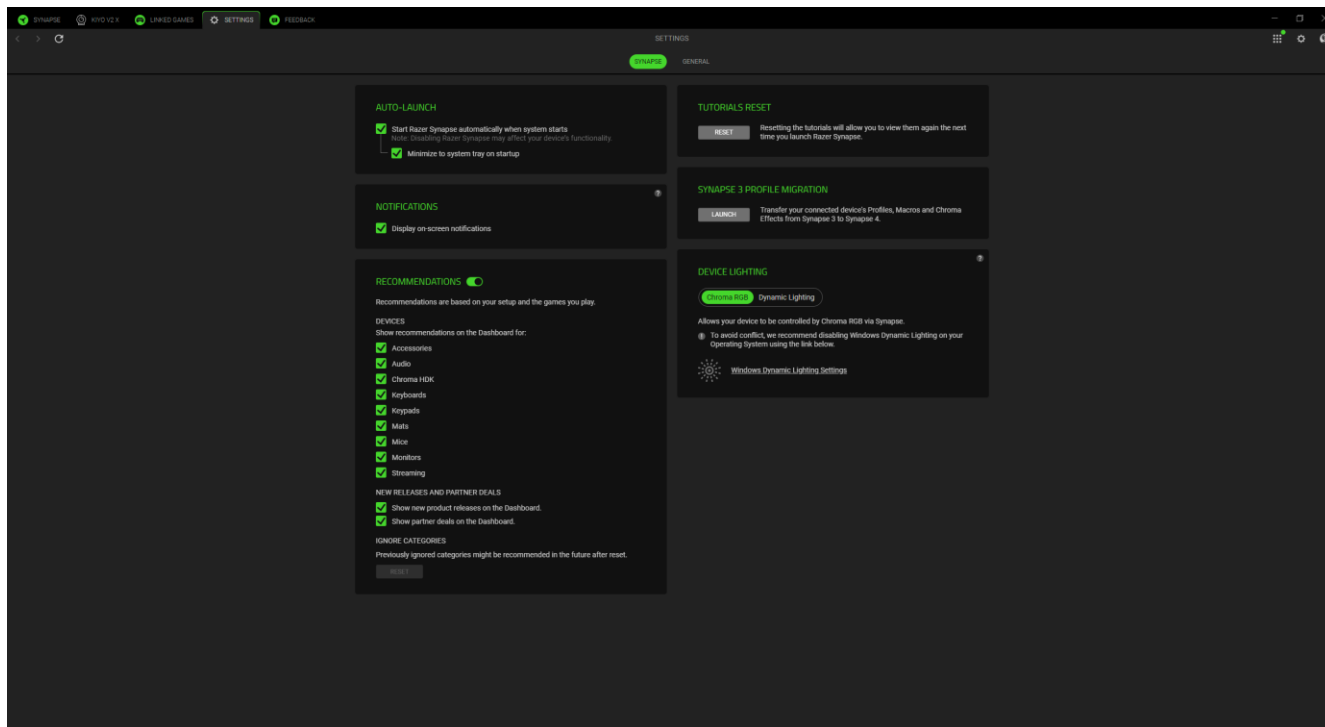 SYNAPSE KIYO V2 X LINKED GAMES SETTINGS FEEDBACK
SETTINGS
SYNAPSE GENERAL
AUTO-LAUNCH
Start Razer Synapse automatically when system starts
Note: Disabling Razer Synapse may affect your device's functionality.
Minimize to system tray on startup
NOTIFICATIONS
Display on-screen notifications
RECOMMENDATIONS
Recommendations are based on your setup and the games you play.
DEVICES
Show recommendations on the Dashboard for:
Accessories
Audio
Chroma HDK
Keyboards
Keypads
Mats
Mice
Monitors
Streaming
NEW RELEASES AND PARTNER DEALS
Show new product releases on the Dashboard.
Show partner deals on the Dashboard.
IGNORE CATEGORIES
Previously ignored categories might be recommended in the future after reset.
RESET
TUTORIALS RESET
RESET
Resetting the tutorials will allow you to view them again the next
time you launch Razer Synapse.
SYNAPSE 3 PROFILE MIGRATION
LAUNCH
Transfer your connected device's Profiles, Macros and Chroma
Effects from Synapse 3 to Synapse 4.
DEVICE LIGHTING
Chroma RGB Dynamic Lighting
Allows your device to be controlled by Chroma RGB via Synapse.
To avoid conflict, we recommend disabling Windows Dynamic Lighting on your
Operating System using the link below.
Windows Dynamic Lighting Settings